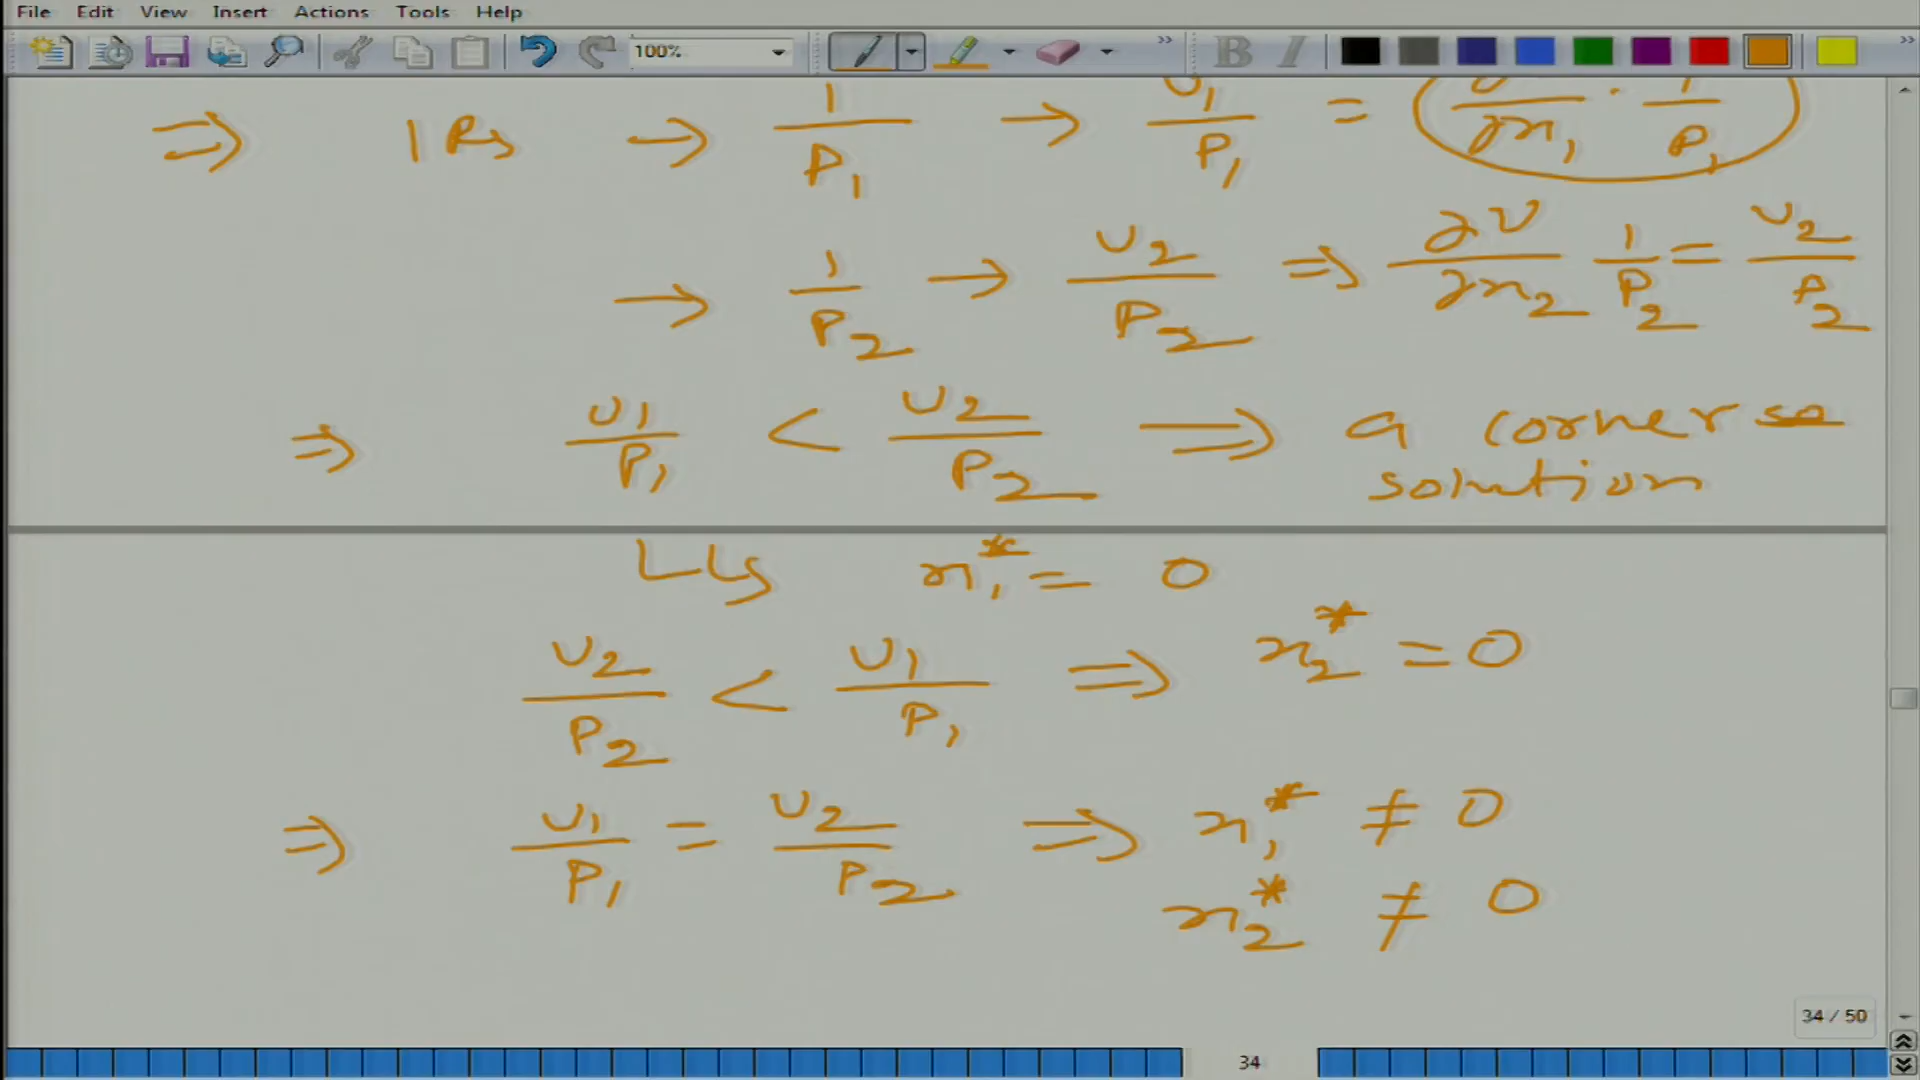 File Edit View Insert Actions Tools Help
100% » B I »
⇒ 1 Rs → 1/P₁ → U₁/P₁ = ∂U/∂x₁ · 1/P₁
→ 1/P₂ → U₂/P₂ ⇒ ∂U/∂x₂ 1/P₂ = U₂/P₂
⇒ U₁/P₁ < U₂/P₂ ⇒ a corner so
solution
x₁* = 0
U₂/P₂ < U₁/P₁ ⇒ x₂* = 0
⇒ U₁/P₁ = U₂/P₂ ⇒ x₁* ≠ 0
x₂* ≠ 0
34 / 50
34